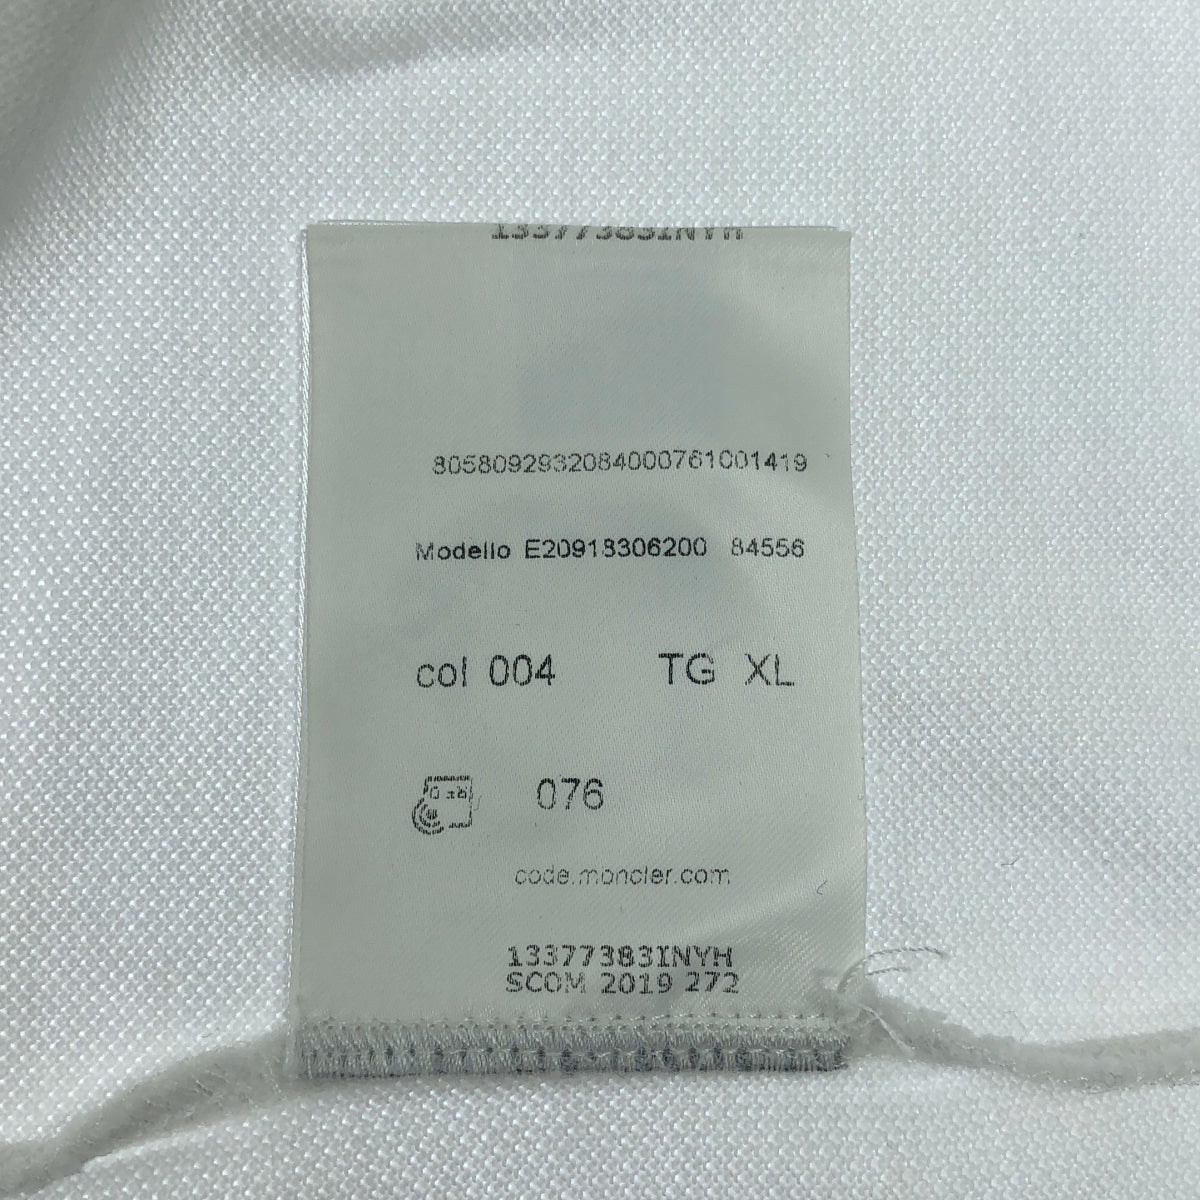 13377383INYH
8058092932084000761001419
Modello E20918306200 84556
col 004 TG XL
076
code.moncler.com
13377383INYH
SCOM 2019 272